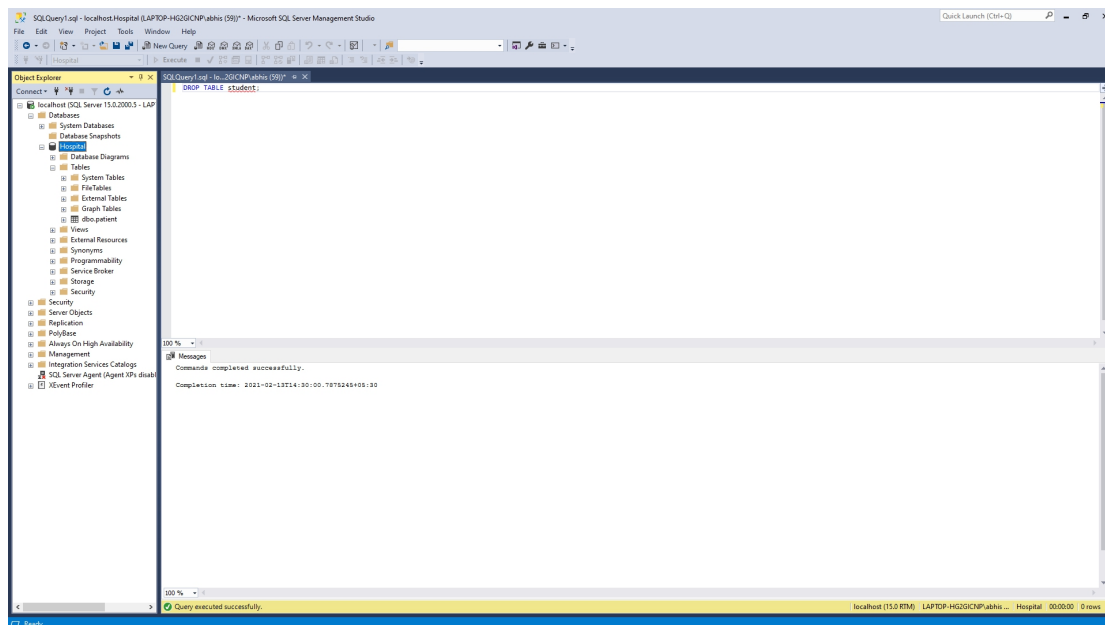 SQLQuery1.sql - localhost.Hospital (LAPTOP-HG2GICNP\abhis (59))* - Microsoft SQL Server Management Studio
Quick Launch (Ctrl+Q)
File Edit View Project Tools Window Help
New Query
Hospital
Execute
Object Explorer
SQLQuery1.sql - lo...2GICNP\abhis (59))*
Connect
DROP TABLE student;
localhost (SQL Server 15.0.2000.5 - LAP
Databases
System Databases
Database Snapshots
Hospital
Database Diagrams
Tables
System Tables
FileTables
External Tables
Graph Tables
dbo.patient
Views
External Resources
Synonyms
Programmability
Service Broker
Storage
Security
Security
Server Objects
Replication
PolyBase
Always On High Availability
Management
Integration Services Catalogs
SQL Server Agent (Agent XPs disabl
XEvent Profiler
100 %
Messages
Commands completed successfully.
Completion time: 2021-02-13T14:30:00.7875245+05:30
100 %
Query executed successfully.
localhost (15.0 RTM) LAPTOP-HG2GICNP\abhis ... Hospital 00:00:00 0 rows
Ready